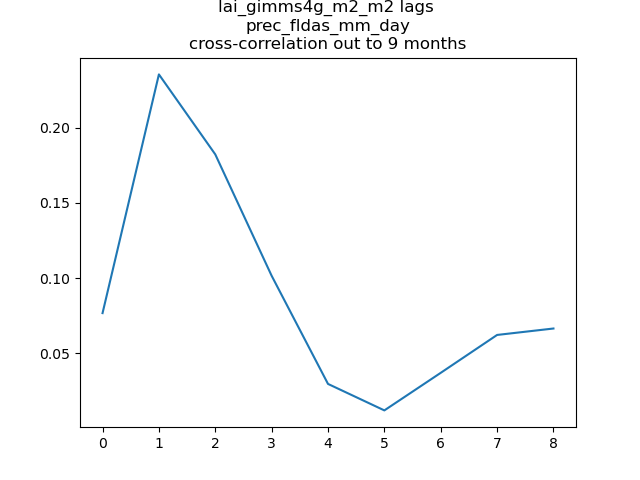 lai_gimms4g_m2_m2 lags
prec_fldas_mm_day
cross-correlation out to 9 months
0.20
0.15
0.10
0.05
0 1 2 3 4 5 6 7 8